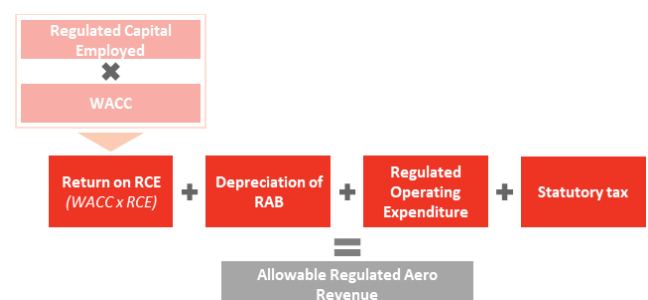 Regulated Capital
Employed
✖
WACC
Return on RCE
(WACC x RCE)
+
Depreciation of
RAB
+
Regulated
Operating
Expenditure
+
Statutory tax
=
Allowable Regulated Aero
Revenue